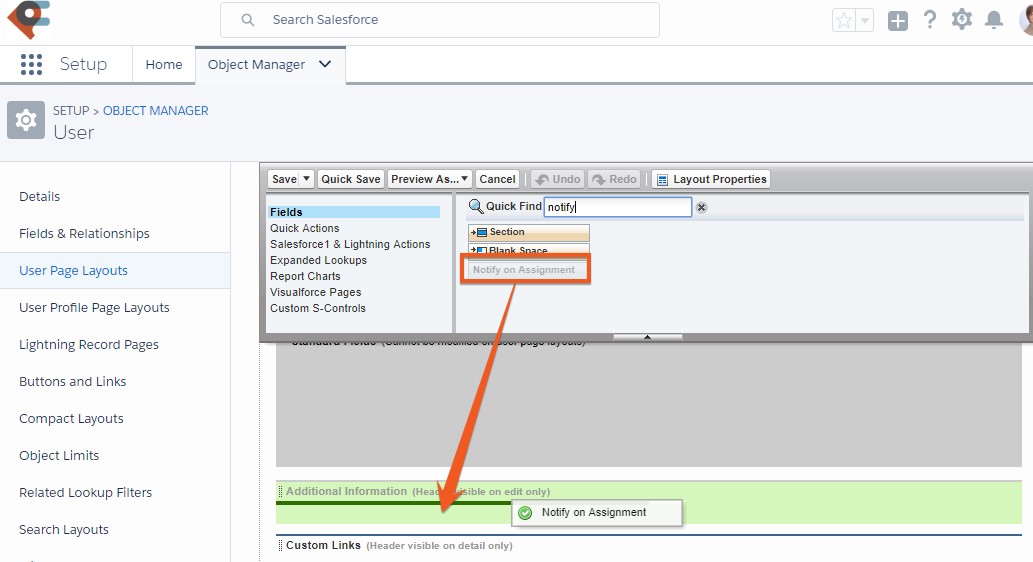 Search Salesforce
Setup
Home
Object Manager
SETUP > OBJECT MANAGER
User
Details
Fields & Relationships
User Page Layouts
User Profile Page Layouts
Lightning Record Pages
Buttons and Links
Compact Layouts
Object Limits
Related Lookup Filters
Search Layouts
Save
Quick Save
Preview As...
Cancel
Undo
Redo
Layout Properties
Fields
Quick Actions
Salesforce1 & Lightning Actions
Expanded Lookups
Report Charts
Visualforce Pages
Custom S-Controls
Quick Find notify
Section
Blank Space
Notify on Assignment
Standard Fields (Cannot be modified on user page layouts)
Additional Information (Header visible on edit only)
Notify on Assignment
Custom Links (Header visible on detail only)